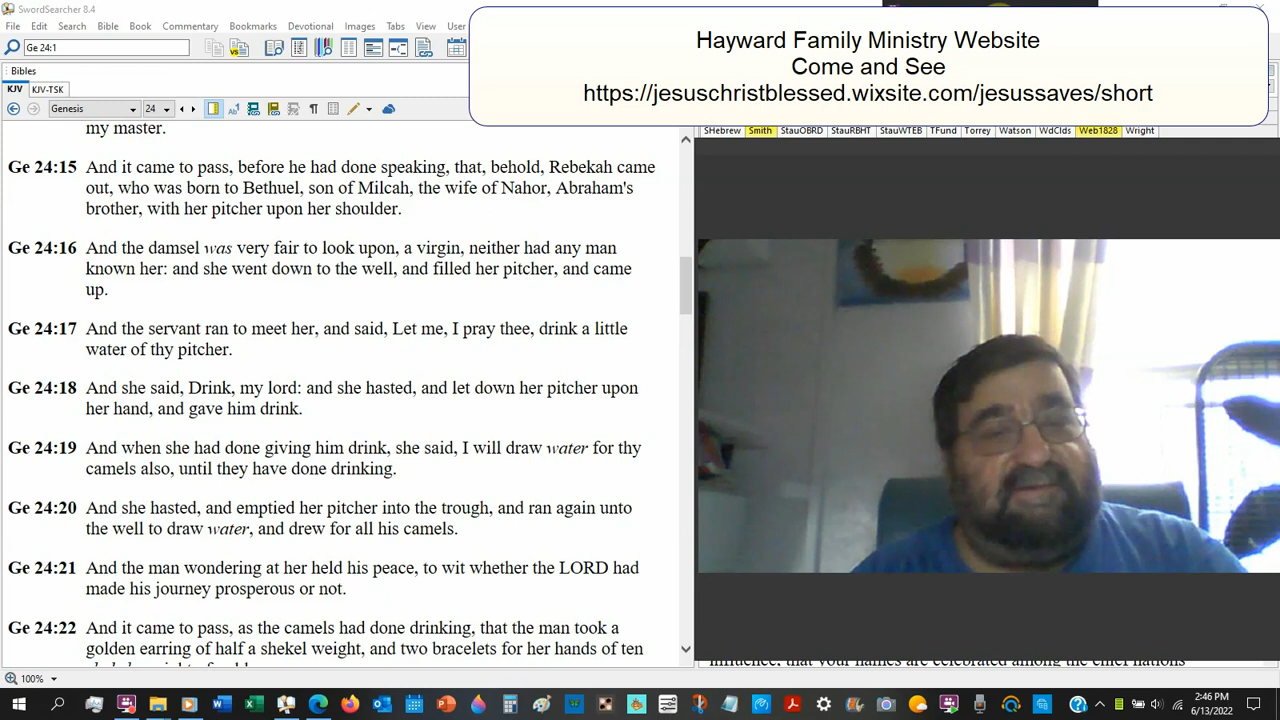 SwordSearcher 8.4
File Edit Search Bible Book Commentary Bookmarks Devotional Images Tabs View User
Ge 24:1
Hayward Family Ministry Website
Come and See
https://jesuschristblessed.wixsite.com/jesussaves/short
Bibles
KJV KJV-TSK
Genesis 24
SHebrew Smith StauOBRD StauRBHT StauWTEB TFund Torrey Watson WdClds Web1828 Wright
my master.
Ge 24:15 And it came to pass, before he had done speaking, that, behold, Rebekah came
out, who was born to Bethuel, son of Milcah, the wife of Nahor, Abraham's
brother, with her pitcher upon her shoulder.
Ge 24:16 And the damsel was very fair to look upon, a virgin, neither had any man
known her: and she went down to the well, and filled her pitcher, and came
up.
Ge 24:17 And the servant ran to meet her, and said, Let me, I pray thee, drink a little
water of thy pitcher.
Ge 24:18 And she said, Drink, my lord: and she hasted, and let down her pitcher upon
her hand, and gave him drink.
Ge 24:19 And when she had done giving him drink, she said, I will draw water for thy
camels also, until they have done drinking.
Ge 24:20 And she hasted, and emptied her pitcher into the trough, and ran again unto
the well to draw water, and drew for all his camels.
Ge 24:21 And the man wondering at her held his peace, to wit whether the LORD had
made his journey prosperous or not.
Ge 24:22 And it came to pass, as the camels had done drinking, that the man took a
golden earring of half a shekel weight, and two bracelets for her hands of ten
influence, that your names are celebrated among the chief nations
100%
2:46 PM
6/13/2022